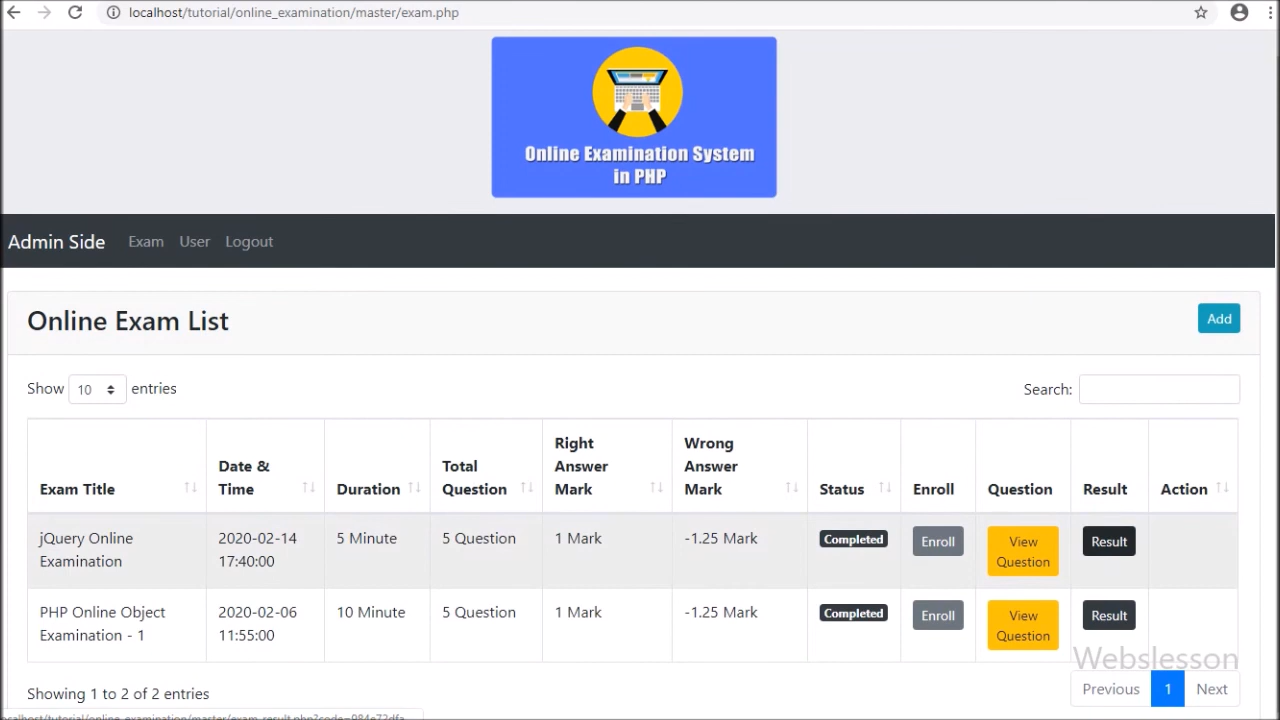 localhost/tutorial/online_examination/master/exam.php
Online Examination System
in PHP
Admin Side Exam User Logout
Online Exam List Add
Show 10 entries Search:
Exam Title Date & Time Duration Total Question Right Answer Mark Wrong Answer Mark Status Enroll Question Result Action
jQuery Online 2020-02-14 5 Minute 5 Question 1 Mark -1.25 Mark Completed Enroll View Result
Examination 17:40:00 Question
PHP Online Object 2020-02-06 10 Minute 5 Question 1 Mark -1.25 Mark Completed Enroll View Result
Examination - 1 11:55:00 Question
Webslesson
Showing 1 to 2 of 2 entries Previous 1 Next